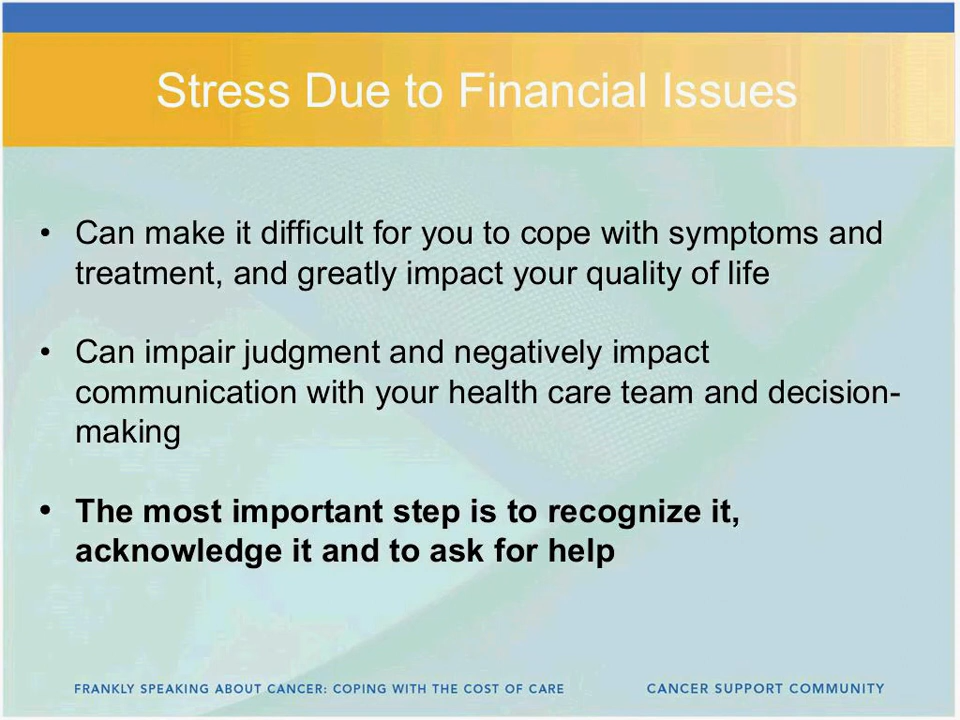 Stress Due to Financial Issues
• Can make it difficult for you to cope with symptoms and
treatment, and greatly impact your quality of life
• Can impair judgment and negatively impact
communication with your health care team and decision-
making
• The most important step is to recognize it,
acknowledge it and to ask for help
FRANKLY SPEAKING ABOUT CANCER: COPING WITH THE COST OF CARE CANCER SUPPORT COMMUNITY